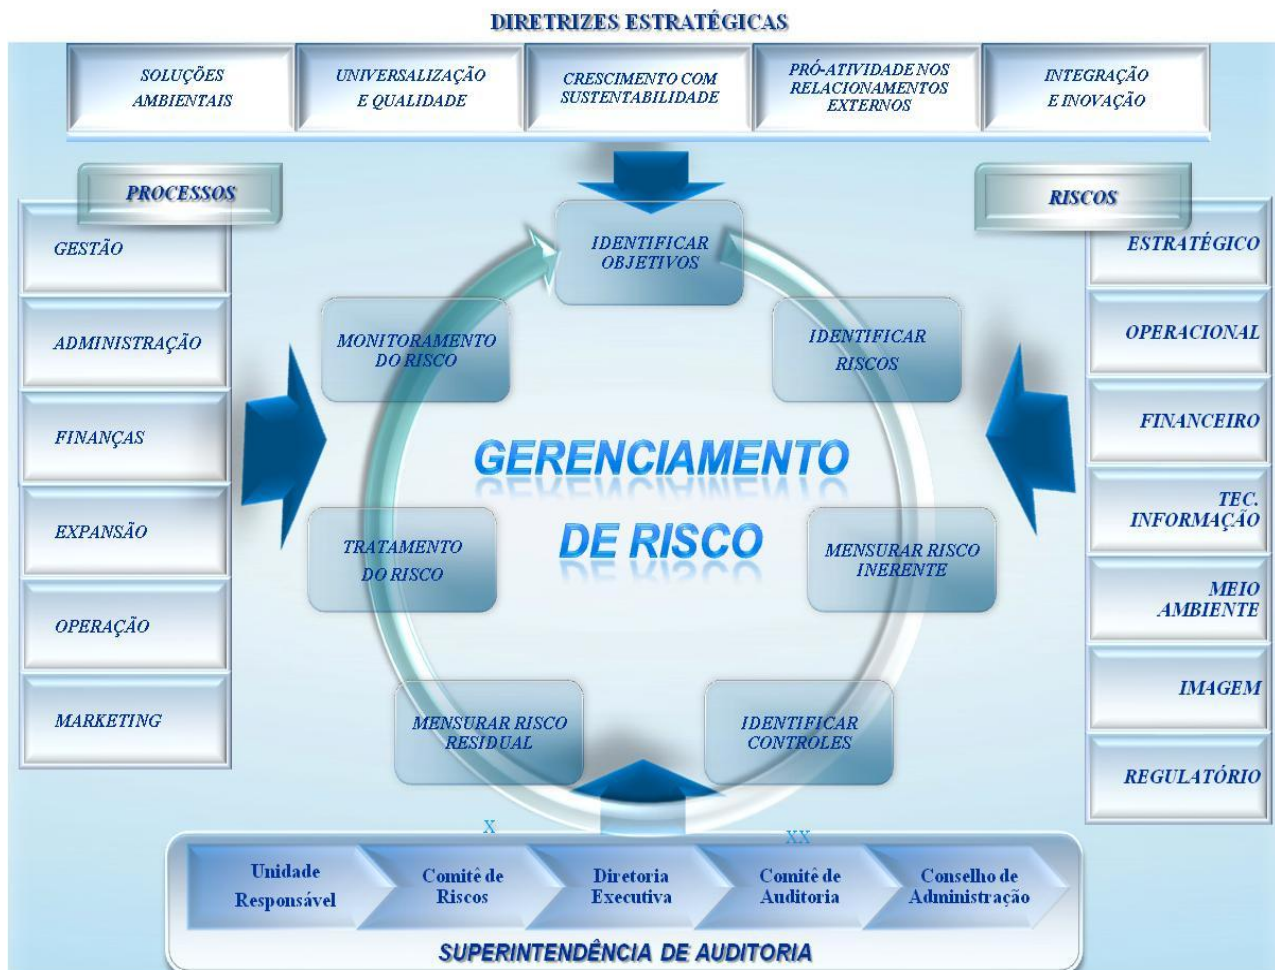 DIRETRIZES ESTRATÉGICAS
SOLUÇÕES
AMBIENTAIS
UNIVERSALIZAÇÃO
E QUALIDADE
CRESCIMENTO COM
SUSTENTABILIDADE
PRÓ-ATIVIDADE NOS
RELACIONAMENTOS
EXTERNOS
INTEGRAÇÃO
E INOVAÇÃO
PROCESSOS
GESTÃO
ADMINISTRAÇÃO
FINANÇAS
EXPANSÃO
OPERAÇÃO
MARKETING
IDENTIFICAR
OBJETIVOS
IDENTIFICAR
RISCOS
MENSURAR RISCO
INERENTE
IDENTIFICAR
CONTROLES
MENSURAR RISCO
RESIDUAL
TRATAMENTO
DO RISCO
MONITORAMENTO
DO RISCO
GERENCIAMENTO
DE RISCO
RISCOS
ESTRATÉGICO
OPERACIONAL
FINANCEIRO
TEC.
INFORMAÇÃO
MEIO
AMBIENTE
IMAGEM
REGULATÓRIO
X
XX
Unidade
Responsável
Comitê de
Riscos
Diretoria
Executiva
Comitê de
Auditoria
Conselho de
Administração
SUPERINTENDÊNCIA DE AUDITORIA